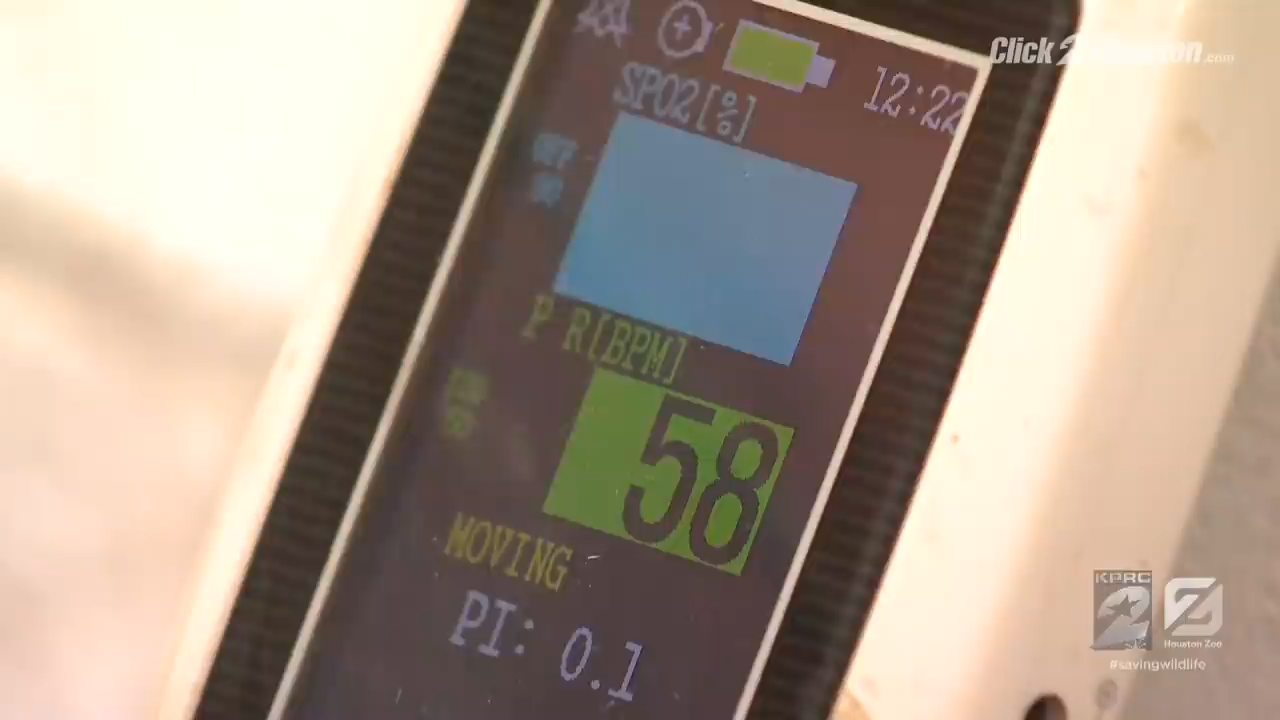 Click2Houston.com
12:22
SPO2[%]
P R[BPM]
58
MOVING
PI: 0.1
KPRC
2
Houston Zoo
#savingwildlife